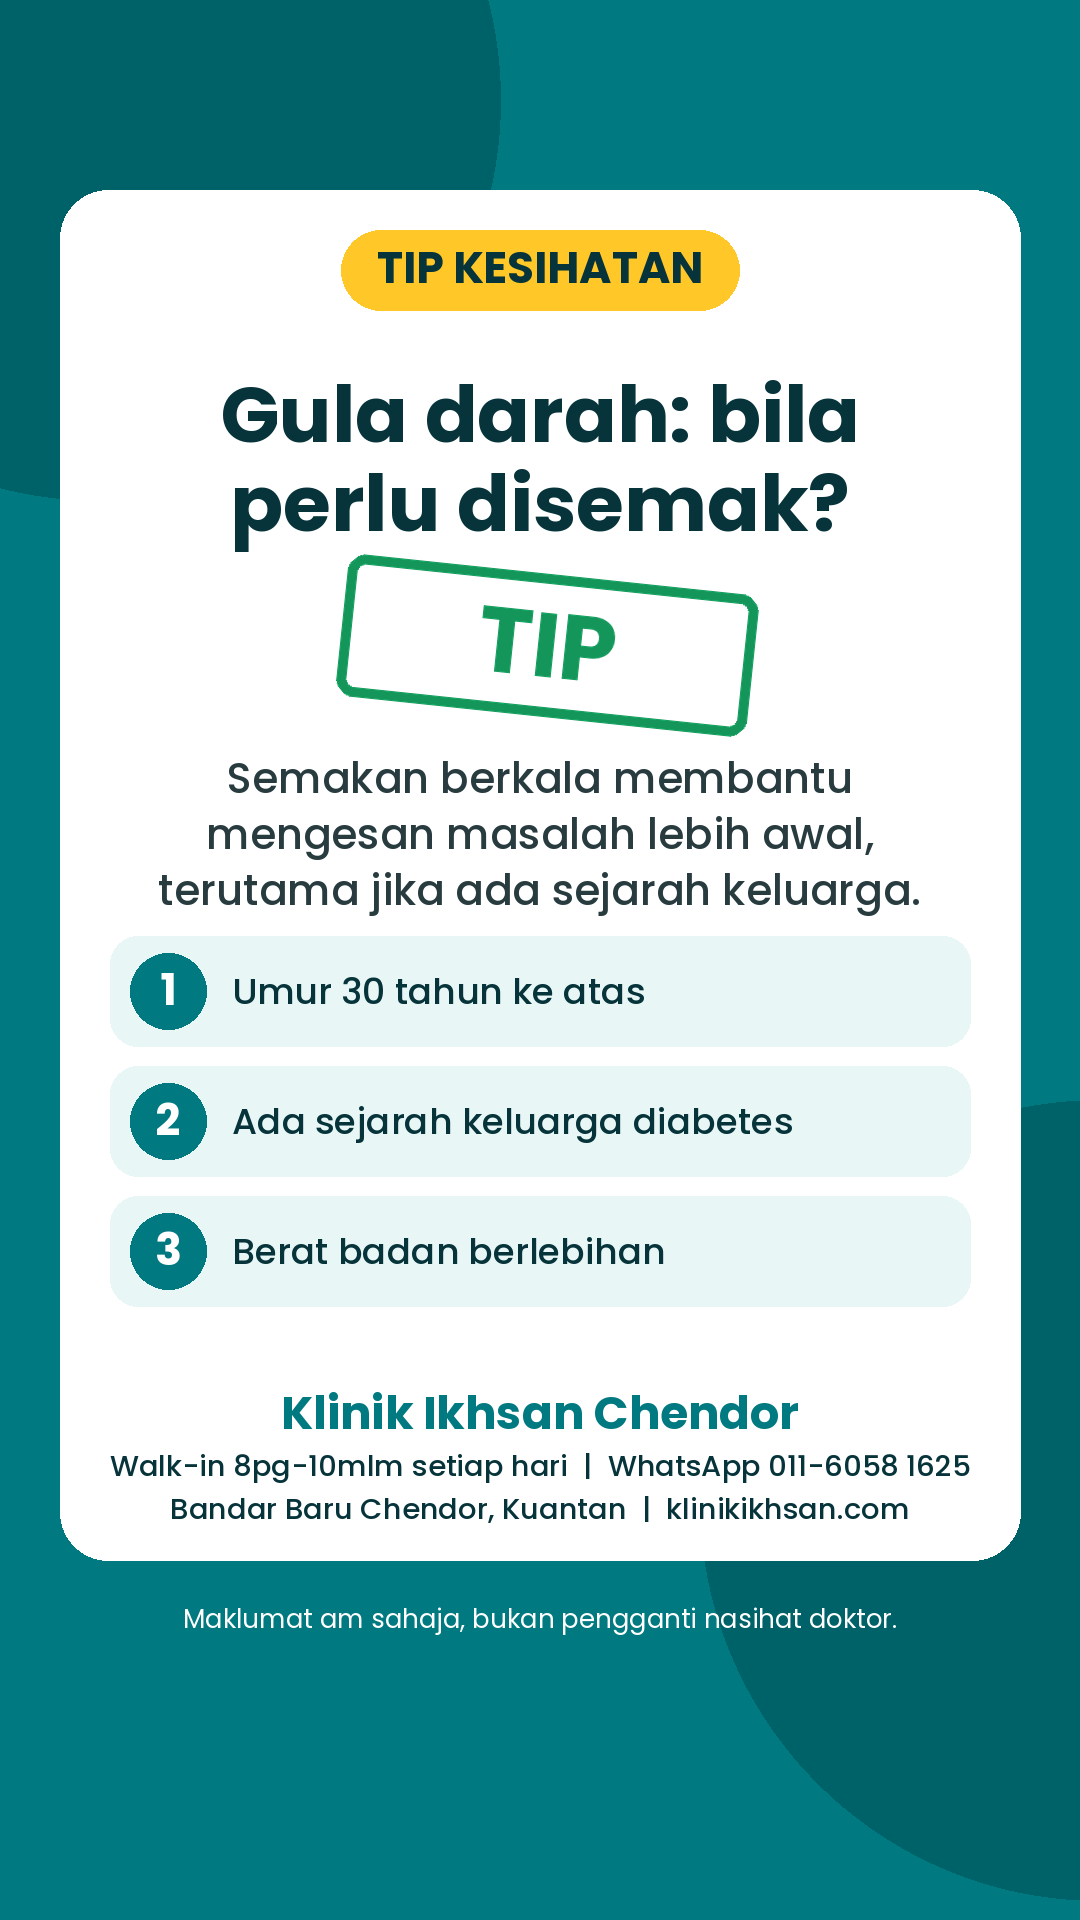 TIP KESIHATAN
Gula darah: bila
perlu disemak?
TIP
Semakan berkala membantu
mengesan masalah lebih awal,
terutama jika ada sejarah keluarga.
1 Umur 30 tahun ke atas
2 Ada sejarah keluarga diabetes
3 Berat badan berlebihan
Klinik Ikhsan Chendor
Walk-in 8pg-10mlm setiap hari | WhatsApp 011-6058 1625
Bandar Baru Chendor, Kuantan | klinikikhsan.com
Maklumat am sahaja, bukan pengganti nasihat doktor.